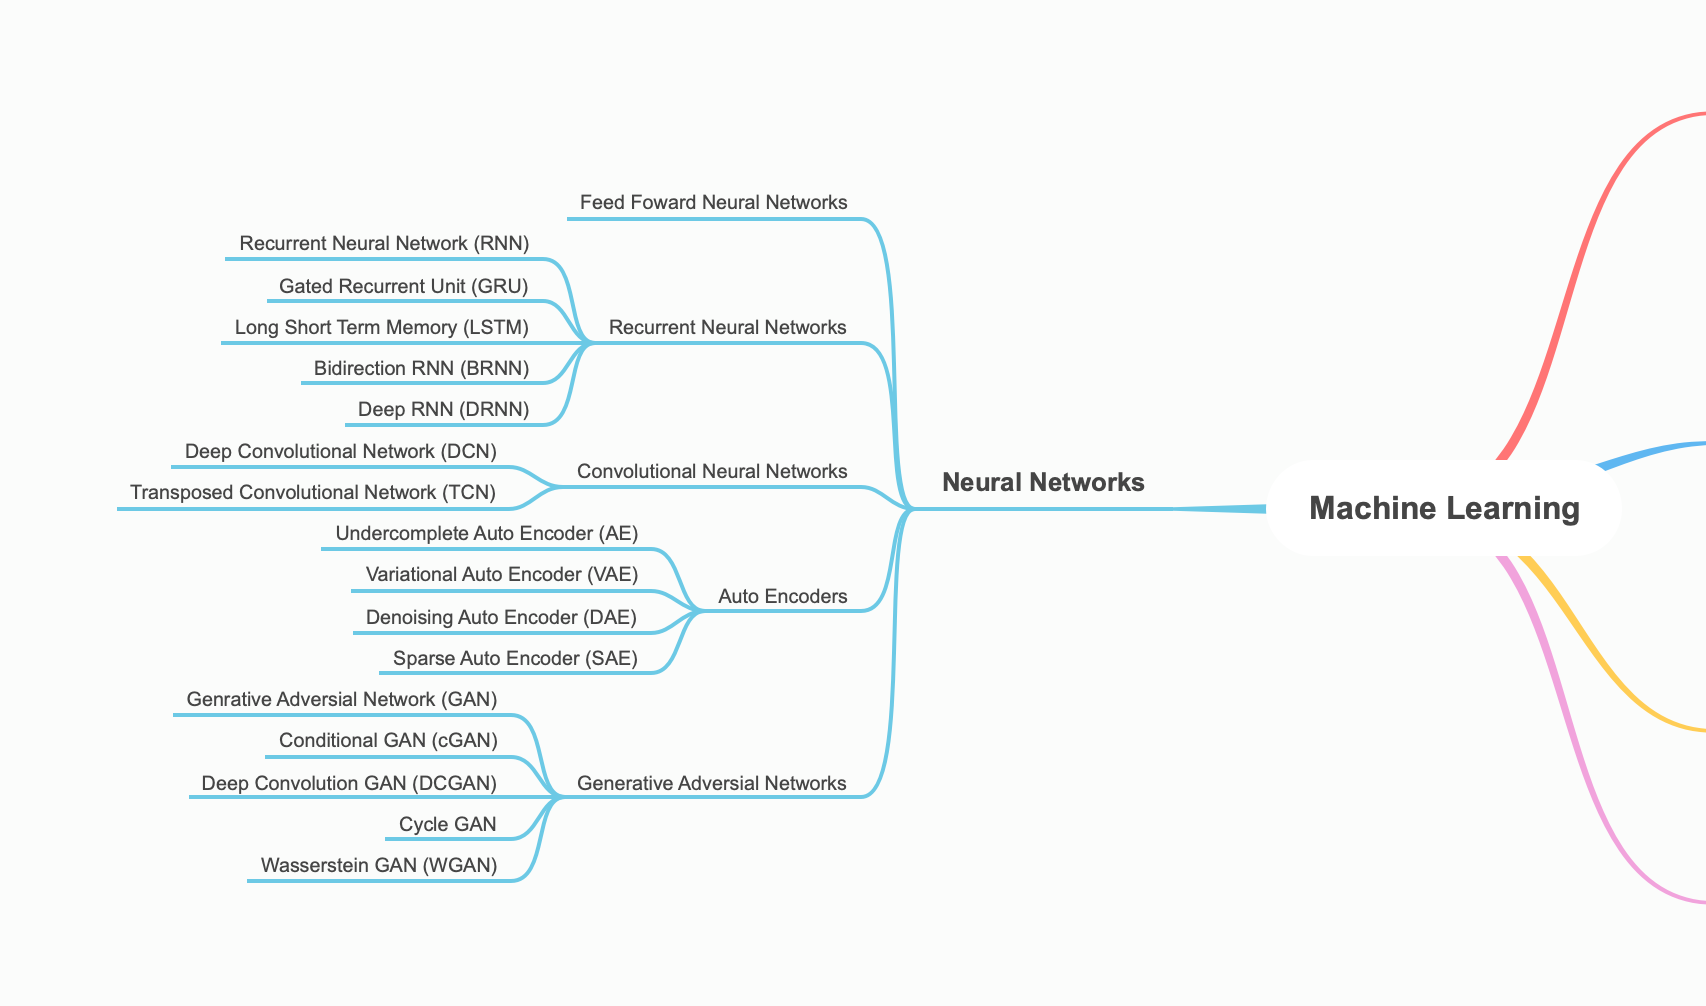 Feed Foward Neural Networks
Recurrent Neural Network (RNN)
Gated Recurrent Unit (GRU)
Long Short Term Memory (LSTM)
Recurrent Neural Networks
Bidirection RNN (BRNN)
Deep RNN (DRNN)
Deep Convolutional Network (DCN)
Convolutional Neural Networks
Transposed Convolutional Network (TCN)
Neural Networks
Machine Learning
Undercomplete Auto Encoder (AE)
Variational Auto Encoder (VAE)
Auto Encoders
Denoising Auto Encoder (DAE)
Sparse Auto Encoder (SAE)
Genrative Adversial Network (GAN)
Conditional GAN (cGAN)
Deep Convolution GAN (DCGAN)
Generative Adversial Networks
Cycle GAN
Wasserstein GAN (WGAN)